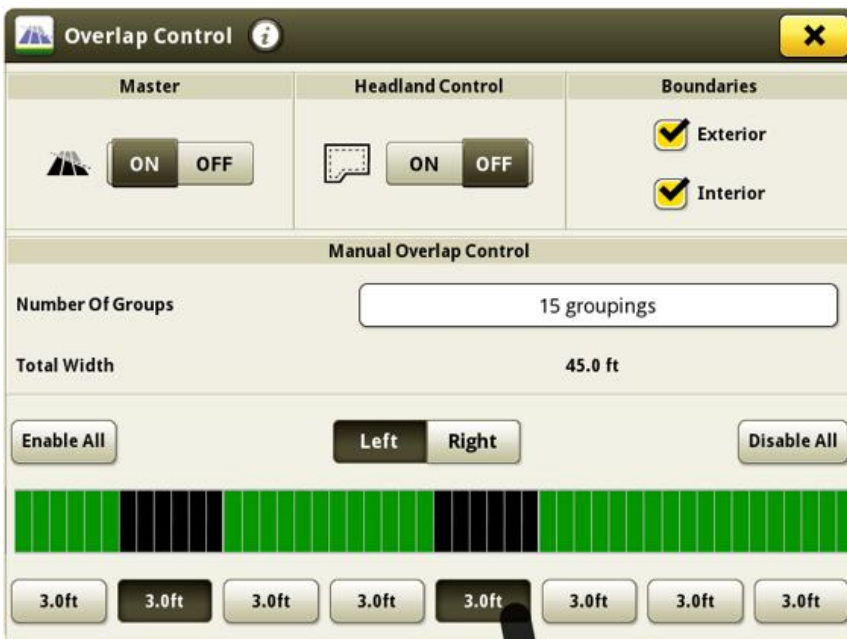 Overlap Control i
Master Headland Control Boundaries
ON OFF ON OFF Exterior
Interior
Manual Overlap Control
Number Of Groups 15 groupings
Total Width 45.0 ft
Enable All Left Right Disable All
3.0ft 3.0ft 3.0ft 3.0ft 3.0ft 3.0ft 3.0ft 3.0ft